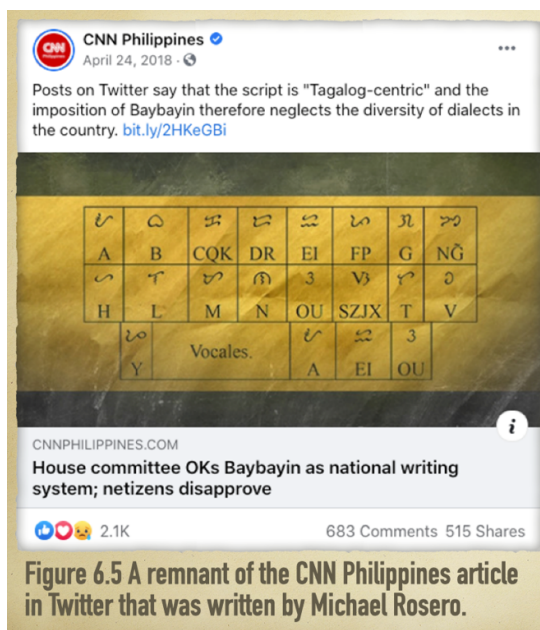 CNN Philippines
April 24, 2018
Posts on Twitter say that the script is "Tagalog-centric" and the
imposition of Baybayin therefore neglects the diversity of dialects in
the country. bit.ly/2HKeGBi
A B CQK DR EI FP G NG̃
H L M N OU SZJX T V
Y Vocales. A EI OU
CNNPHILIPPINES.COM
House committee OKs Baybayin as national writing
system; netizens disapprove
2.1K 683 Comments 515 Shares
Figure 6.5 A remnant of the CNN Philippines article
in Twitter that was written by Michael Rosero.